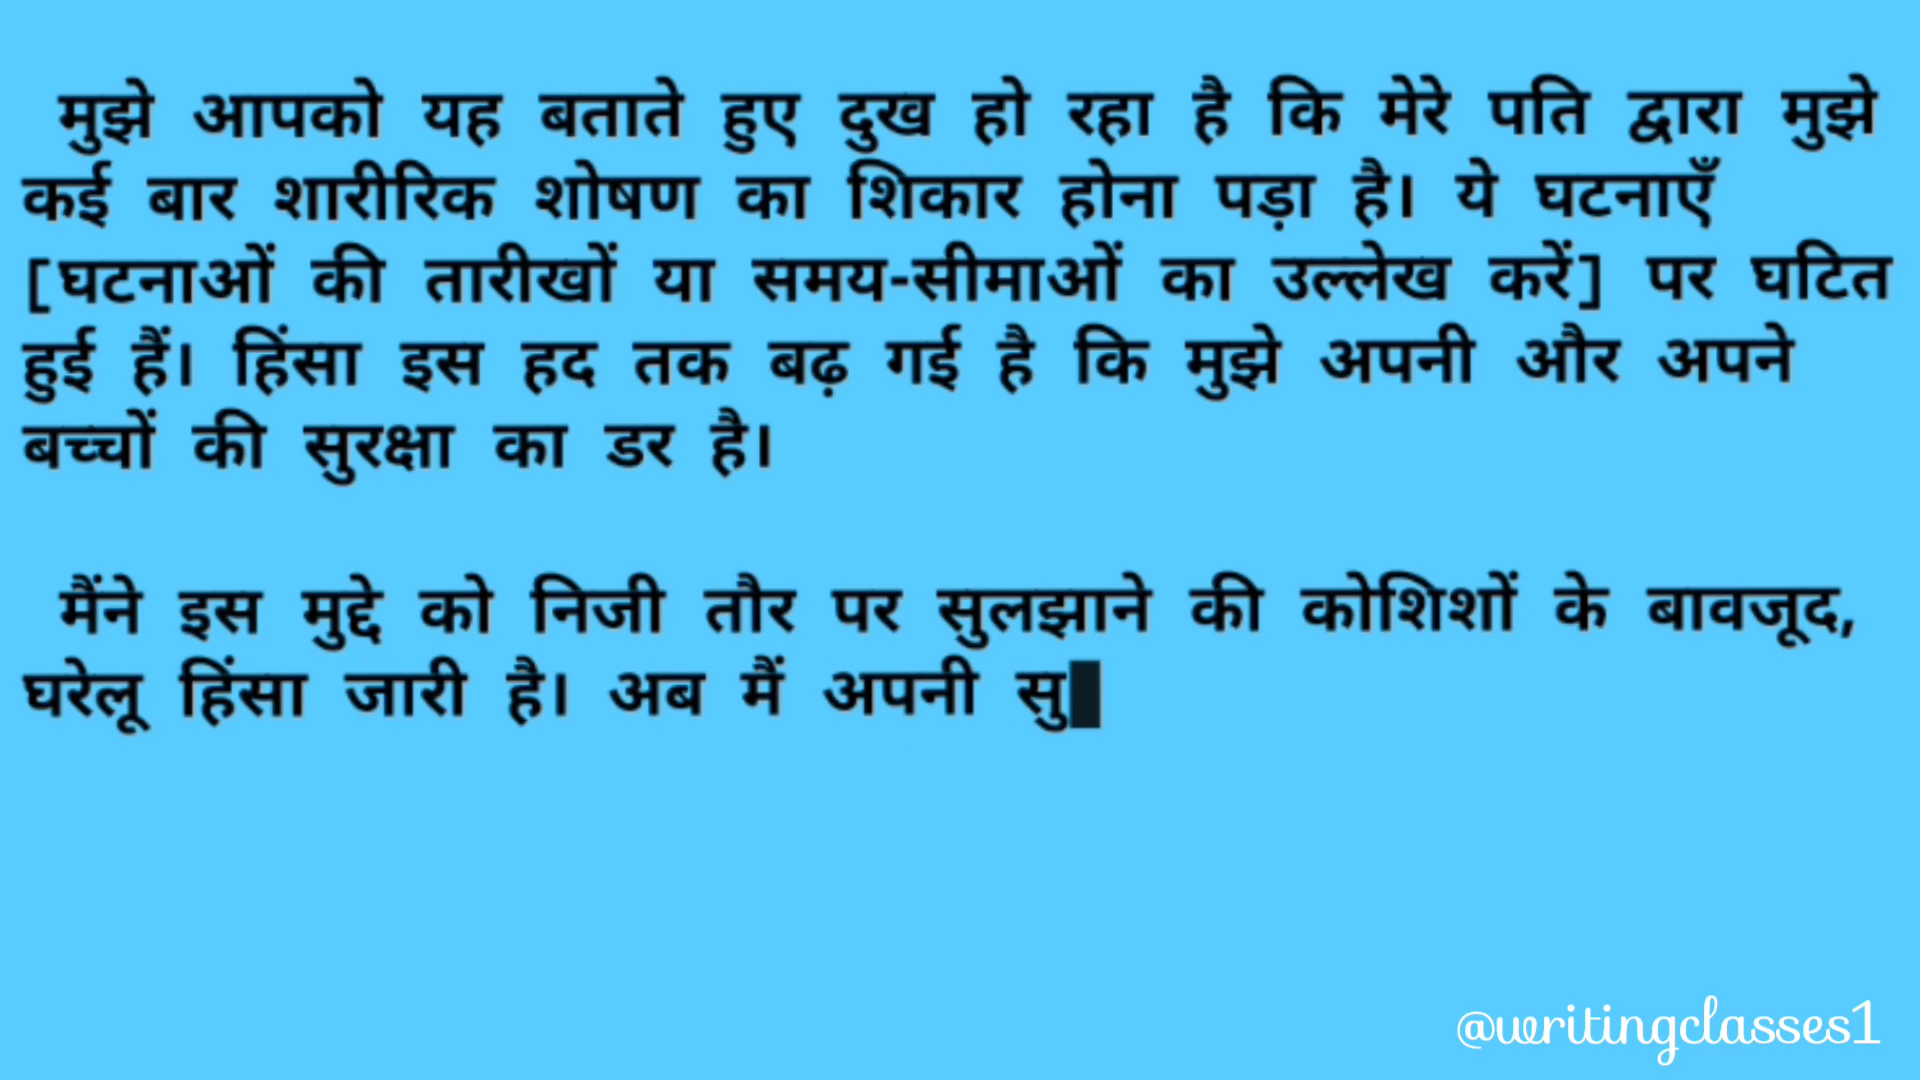 मुझे आपको यह बताते हुए दुख हो रहा है कि मेरे पति द्वारा मुझे
कई बार शारीरिक शोषण का शिकार होना पड़ा है। ये घटनाएँ
[घटनाओं की तारीखों या समय-सीमाओं का उल्लेख करें] पर घटित
हुई हैं। हिंसा इस हद तक बढ़ गई है कि मुझे अपनी और अपने
बच्चों की सुरक्षा का डर है।
मैंने इस मुद्दे को निजी तौर पर सुलझाने की कोशिशों के बावजूद,
घरेलू हिंसा जारी है। अब मैं अपनी सु
@writingclasses1